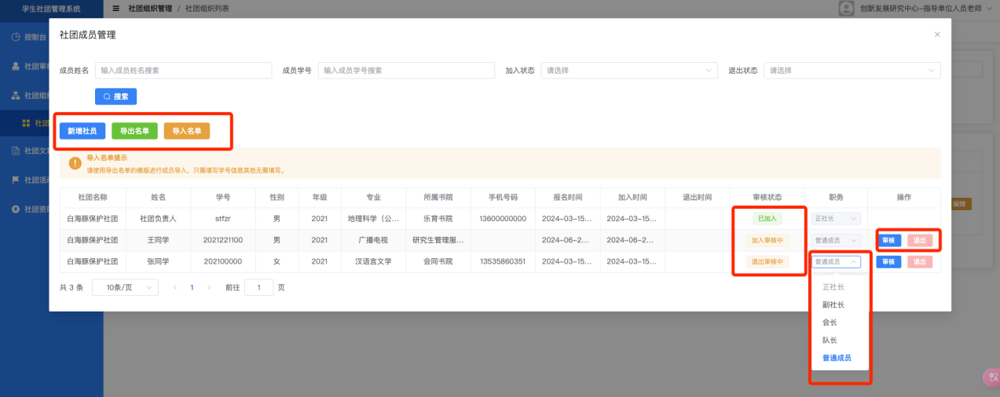 学生社团管理系统
社团组织管理 / 社团组织列表
创新发展研究中心-指导单位人员老师
控制台
社团成员管理
社团审
成员姓名 输入成员姓名搜索 成员学号 输入成员学号搜索 加入状态 请选择 退出状态 请选择
社团组
搜索
社团
新增社员 导出名单 导入名单
社团文
导入名单提示
请使用导出名单的模版进行成员导入，只需填写学号信息其他无需填写。
社团活
社团名称 姓名 学号 性别 年级 专业 所属书院 手机号码 报名时间 加入时间 退出时间 审核状态 职务 操作
社团资
编辑
白海豚保护社团 社团负责人 stfzr 男 2021 地理科学（公... 乐育书院 13600000000 2024-03-15... 2024-03-15... 已加入 正社长
白海豚保护社团 王同学 2021221100 男 2021 广播电视 研究生管理服... 2024-06-2... 2024-06-2... 加入审核中 普通成员 审核 退出
白海豚保护社团 张同学 202100000 女 2021 汉语言文学 会同书院 13535860351 2024-03-15... 2024-03-15... 退出审核中 普通成员 审核 退出
共 3 条 10条/页 1 前往 1 页
正社长
副社长
会长
队长
普通成员